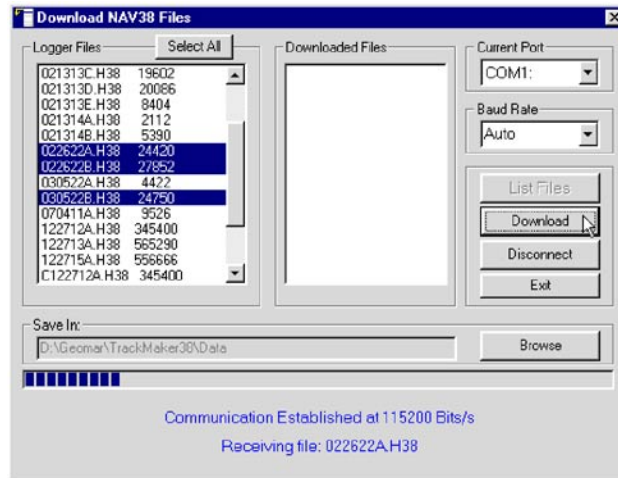 Download NAV38 Files
Logger Files
Select All
021313C.H38 19602
021313D.H38 20086
021313E.H38 8404
021314A.H38 2112
021314B.H38 5390
022622A.H38 24420
022622B.H38 27852
030522A.H38 4422
030522B.H38 24750
070411A.H38 9526
122712A.H38 345400
122713A.H38 565290
122715A.H38 556666
C122712A.H38 345400
Downloaded Files
Current Port
COM1:
Baud Rate
Auto
List Files
Download
Disconnect
Exit
Save In:
D:\Geomar\TrackMaker38\Data
Browse
Communication Established at 115200 Bits/s
Receiving file: 022622A.H38